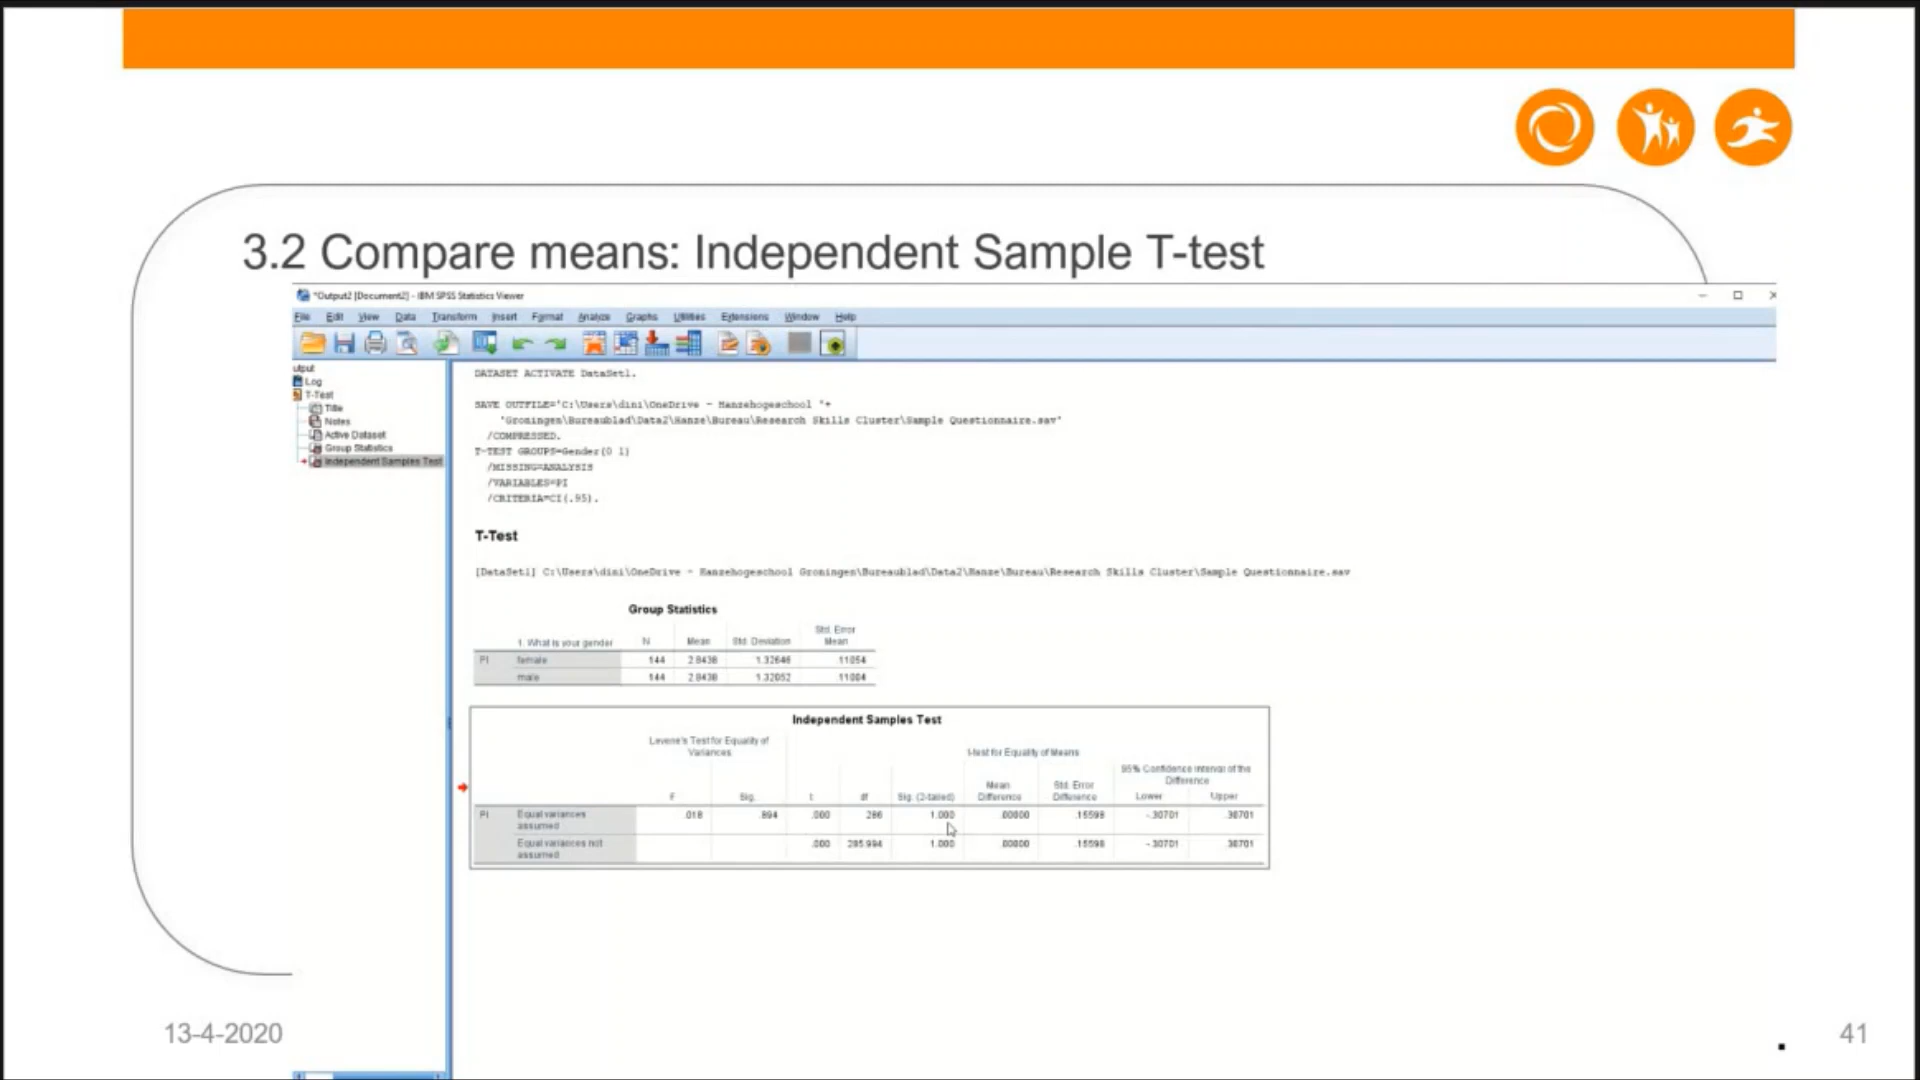 3.2 Compare means: Independent Sample T-test
*Output2 [Document2] - IBM SPSS Statistics Viewer
File Edit View Data Transform Insert Format Analyze Graphs Utilities Extensions Window Help
utput
Log
T-Test
Title
Notes
Active Dataset
Group Statistics
Independent Samples Test
DATASET ACTIVATE DataSet1.
SAVE OUTFILE='C:\Users\dini\OneDrive - Hanzehogeschool '+
'Groningen\Bureaublad\Data2\Hanze\Bureau\Research Skills Cluster\Sample Questionnaire.sav'
/COMPRESSED.
T-TEST GROUPS=Gender(0 1)
/MISSING=ANALYSIS
/VARIABLES=PI
/CRITERIA=CI(.95).
T-Test
[DataSet1] C:\Users\dini\OneDrive - Hanzehogeschool Groningen\Bureaublad\Data2\Hanze\Bureau\Research Skills Cluster\Sample Questionnaire.sav
Group Statistics
1. What is your gender N Mean Std. Deviation Std. Error Mean
PI female 144 2.8438 1.32646 .11054
male 144 2.8438 1.32052 .11004
Independent Samples Test
Levene's Test for Equality of Variances
t-test for Equality of Means
95% Confidence Interval of the Difference
F Sig. t df Sig. (2-tailed) Mean Difference Std. Error Difference Lower Upper
PI Equal variances assumed .018 .894 .000 286 1.000 .00000 .15598 -.30701 .30701
Equal variances not assumed .000 285.994 1.000 .00000 .15598 -.30701 .30701
13-4-2020
41